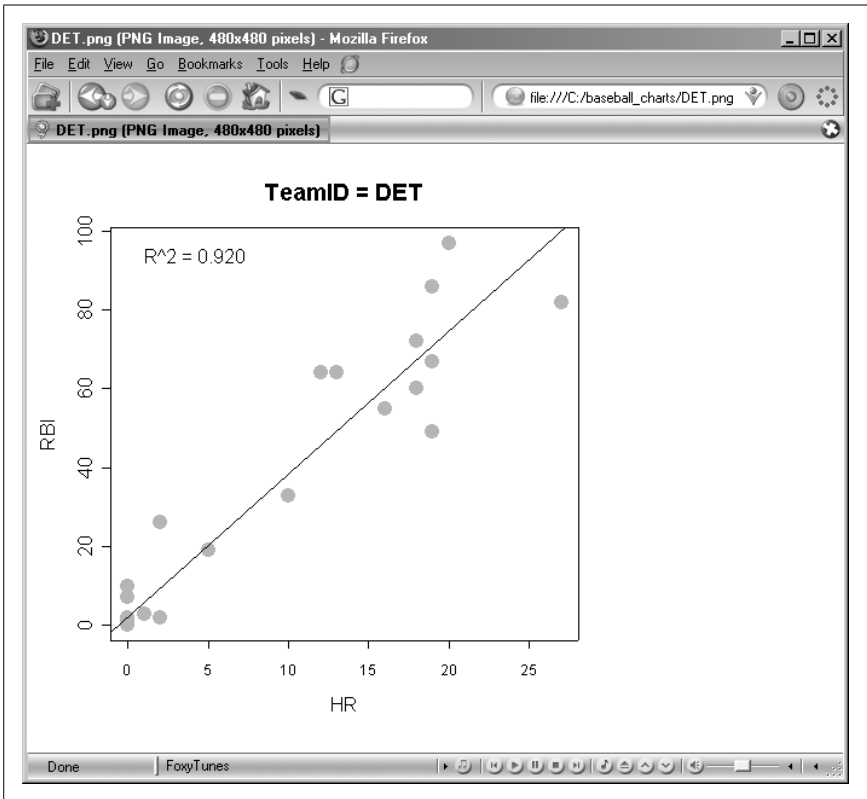 DET.png (PNG Image, 480x480 pixels) - Mozilla Firefox
File Edit View Go Bookmarks Tools Help
G
file:///C:/baseball_charts/DET.png
DET.png (PNG Image, 480x480 pixels)
TeamID = DET
R^2 = 0.920
100
80
60
40
20
0
RBI
0 5 10 15 20 25
HR
Done FoxyTunes